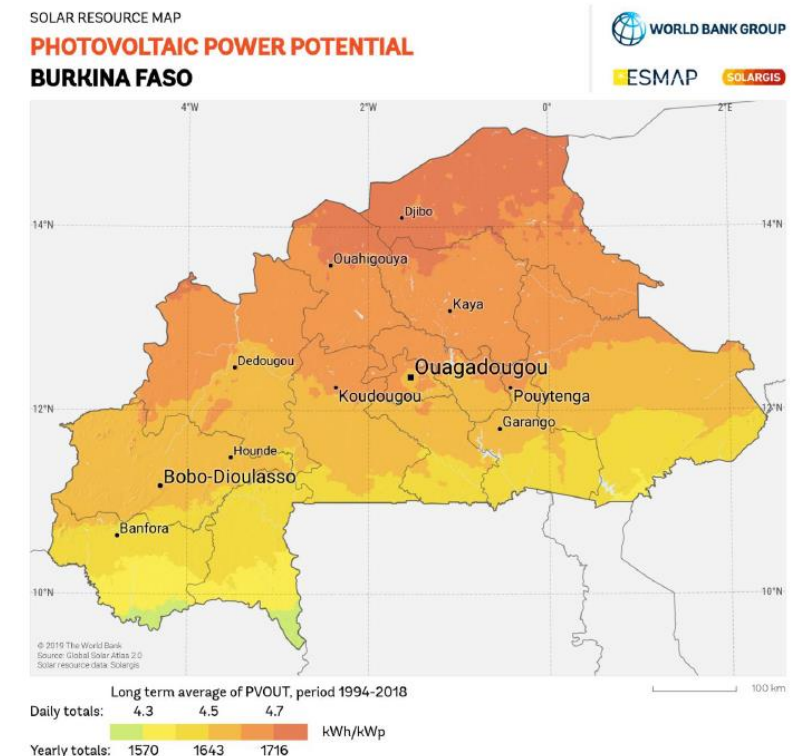 SOLAR RESOURCE MAP
PHOTOVOLTAIC POWER POTENTIAL
BURKINA FASO
WORLD BANK GROUP
ESMAP
SOLARGIS
4°W 2°W 0° 2°E
Djibo
14°N 14°N
Ouahigouya
Kaya
Dedougou
Ouagadougou
Koudougou
Pouytenga
12°N 12°N
Garango
Hounde
Bobo-Dioulasso
Banfora
10°N 10°N
© 2019 The World Bank
Source: Global Solar Atlas 2.0
Solar resource data: Solargis
100 km
Long term average of PVOUT, period 1994-2018
Daily totals: 4.3 4.5 4.7
kWh/kWp
Yearly totals: 1570 1643 1716